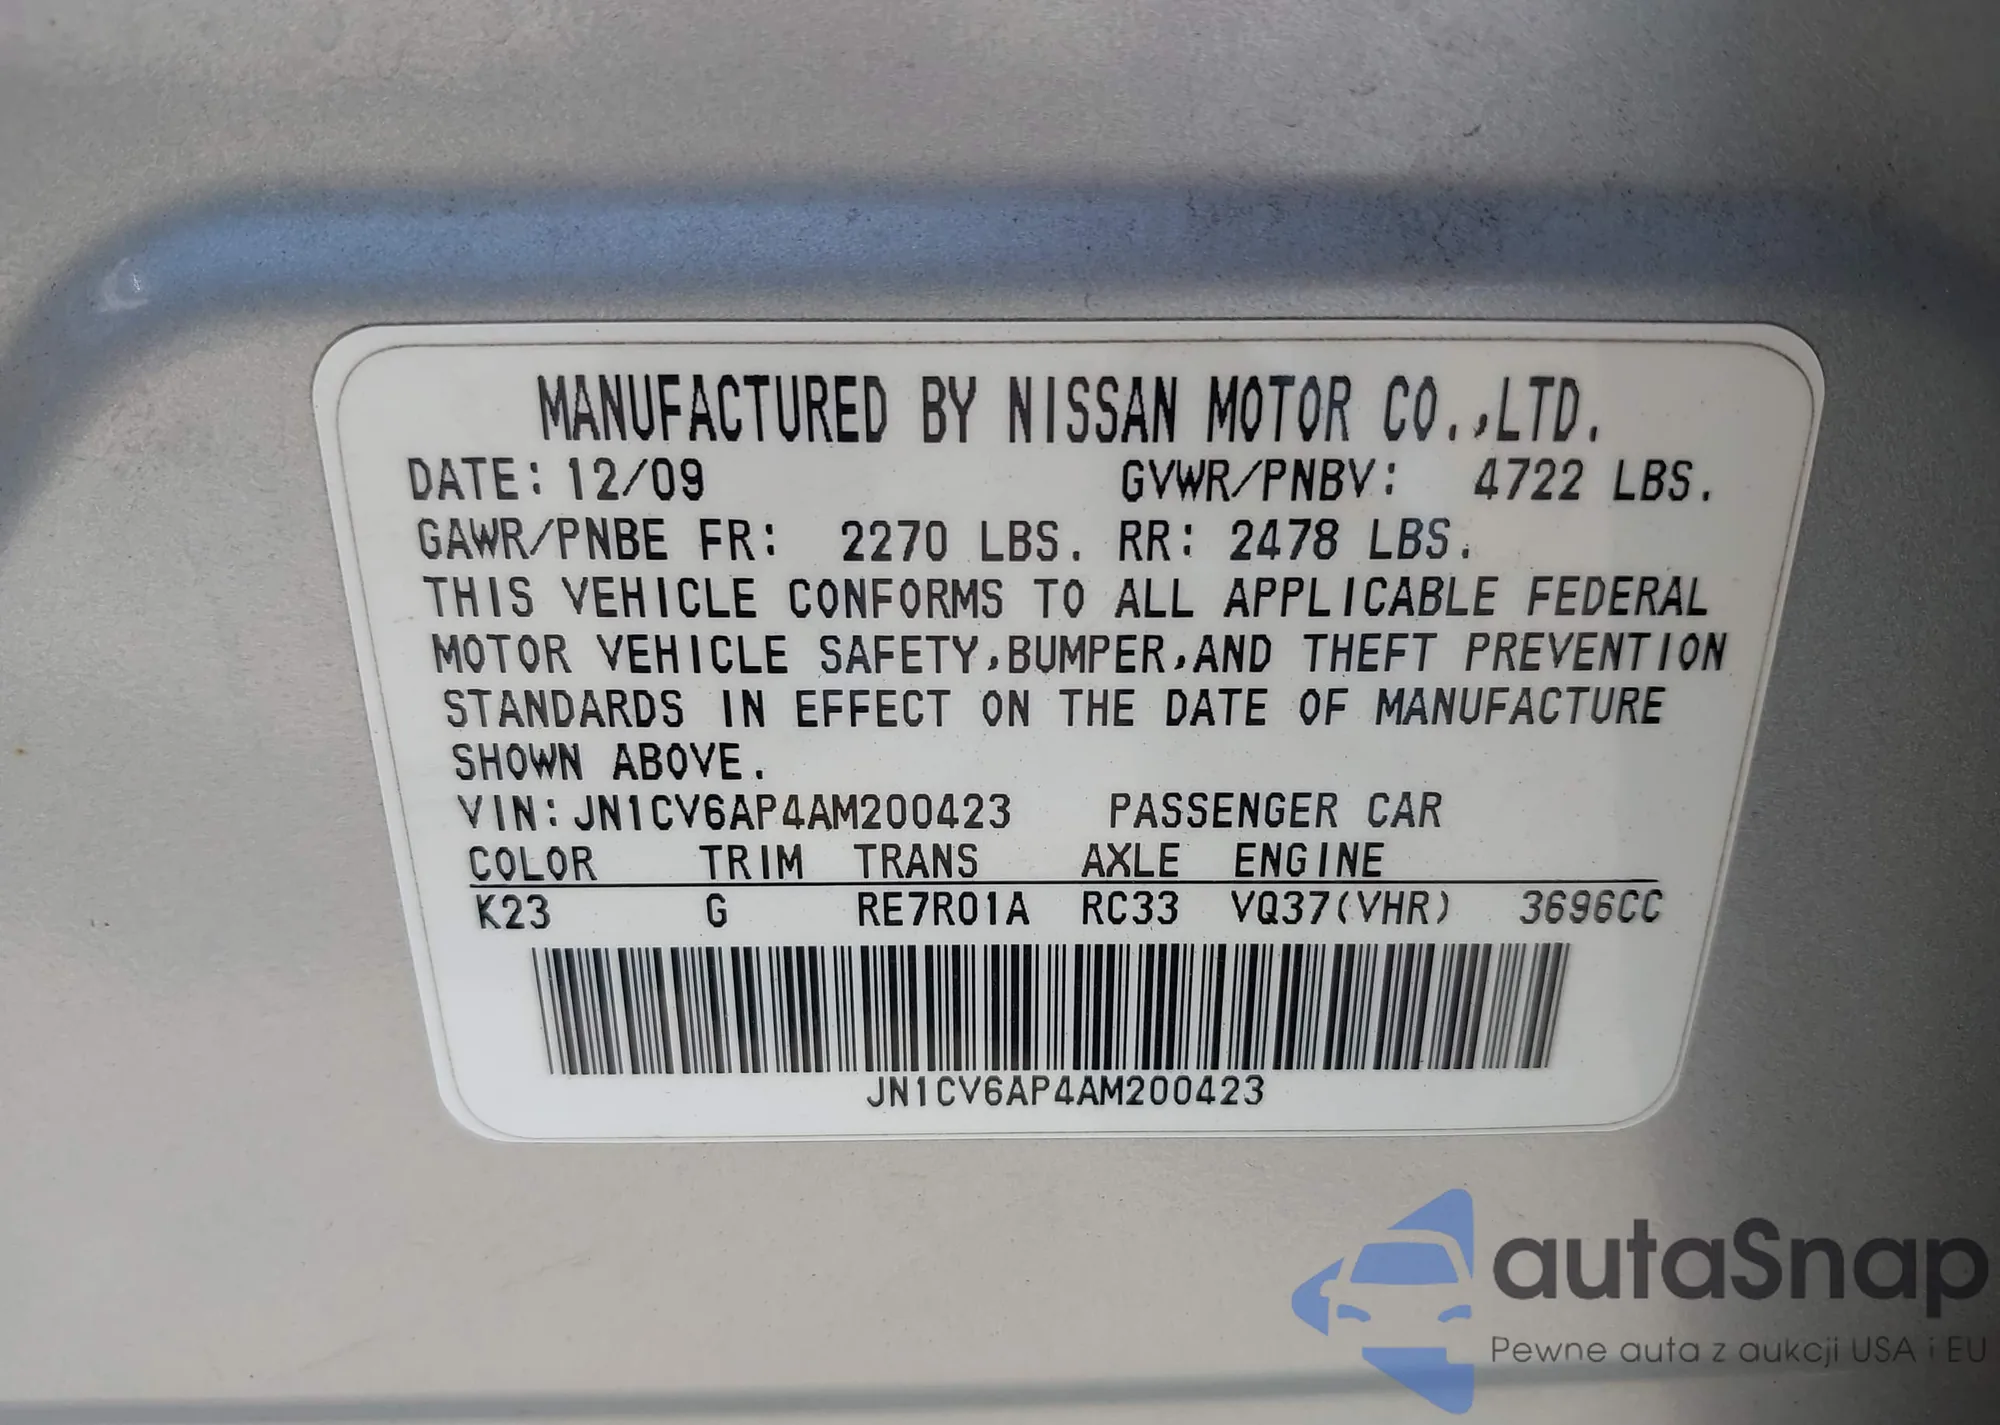 MANUFACTURED BY NISSAN MOTOR CO.,LTD.
DATE: 12/09 GVWR/PNBV: 4722 LBS.
GAWR/PNBE FR: 2270 LBS. RR: 2478 LBS.
THIS VEHICLE CONFORMS TO ALL APPLICABLE FEDERAL
MOTOR VEHICLE SAFETY,BUMPER,AND THEFT PREVENTION
STANDARDS IN EFFECT ON THE DATE OF MANUFACTURE
SHOWN ABOVE.
VIN:JN1CV6AP4AM200423 PASSENGER CAR
COLOR TRIM TRANS AXLE ENGINE
K23 G RE7R01A RC33 VQ37(VHR) 3696CC
JN1CV6AP4AM200423
autaSnap
Pewne auta z aukcji USA i EU